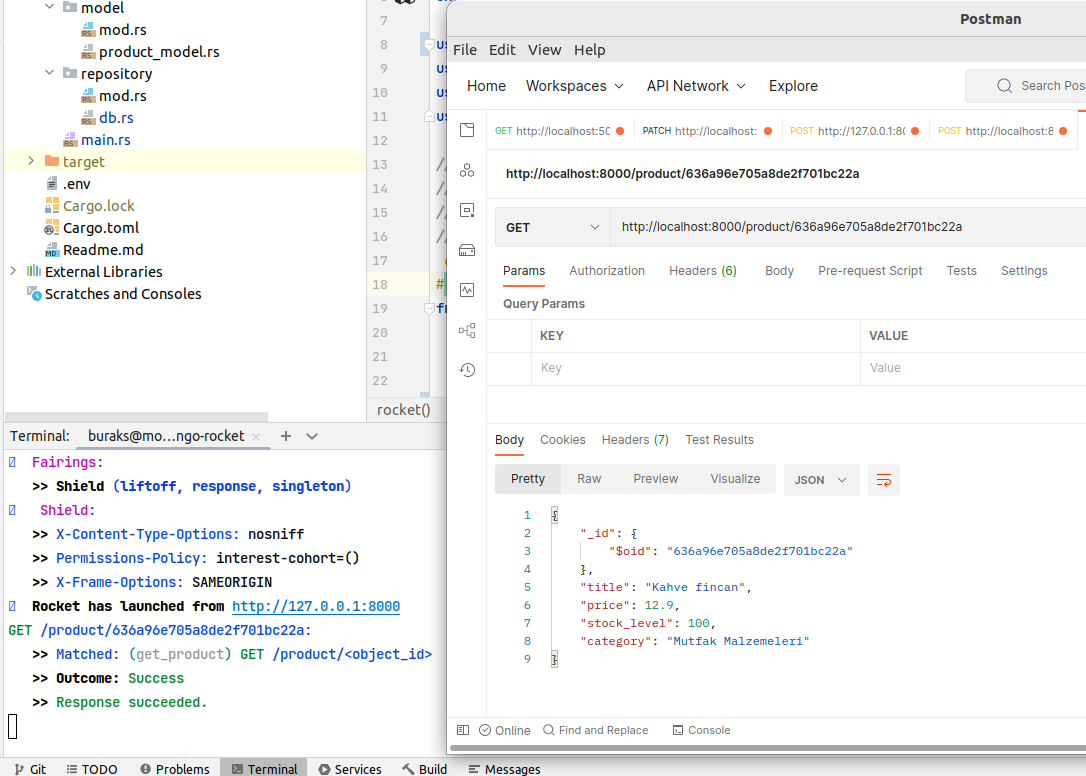 model
mod.rs
product_model.rs
repository
mod.rs
db.rs
main.rs
target
.env
Cargo.lock
Cargo.toml
Readme.md
External Libraries
Scratches and Consoles
7
8
9
10
11
12
13
14
15
16
17
18
19
20
21
22
us
us
us
us
//
//
//
//
#
fr
rocket()
Terminal: buraks@mo...ngo-rocket
Fairings:
>> Shield (liftoff, response, singleton)
Shield:
>> X-Content-Type-Options: nosniff
>> Permissions-Policy: interest-cohort=()
>> X-Frame-Options: SAMEORIGIN
Rocket has launched from http://127.0.0.1:8000
GET /product/636a96e705a8de2f701bc22a:
>> Matched: (get_product) GET /product/<object_id>
>> Outcome: Success
>> Response succeeded.
Git TODO Problems Terminal Services Build Messages
Postman
File Edit View Help
Home Workspaces API Network Explore Search Post
GET http://localhost:50 PATCH http://localhost: POST http://127.0.0.1:8( POST http://localhost:8
http://localhost:8000/product/636a96e705a8de2f701bc22a
GET http://localhost:8000/product/636a96e705a8de2f701bc22a
Params Authorization Headers (6) Body Pre-request Script Tests Settings
Query Params
KEY VALUE
Key Value
Body Cookies Headers (7) Test Results
Pretty Raw Preview Visualize JSON
1 {
2 "_id": {
3 "$oid": "636a96e705a8de2f701bc22a"
4 },
5 "title": "Kahve fincan",
6 "price": 12.9,
7 "stock_level": 100,
8 "category": "Mutfak Malzemeleri"
9 }
Online Find and Replace Console